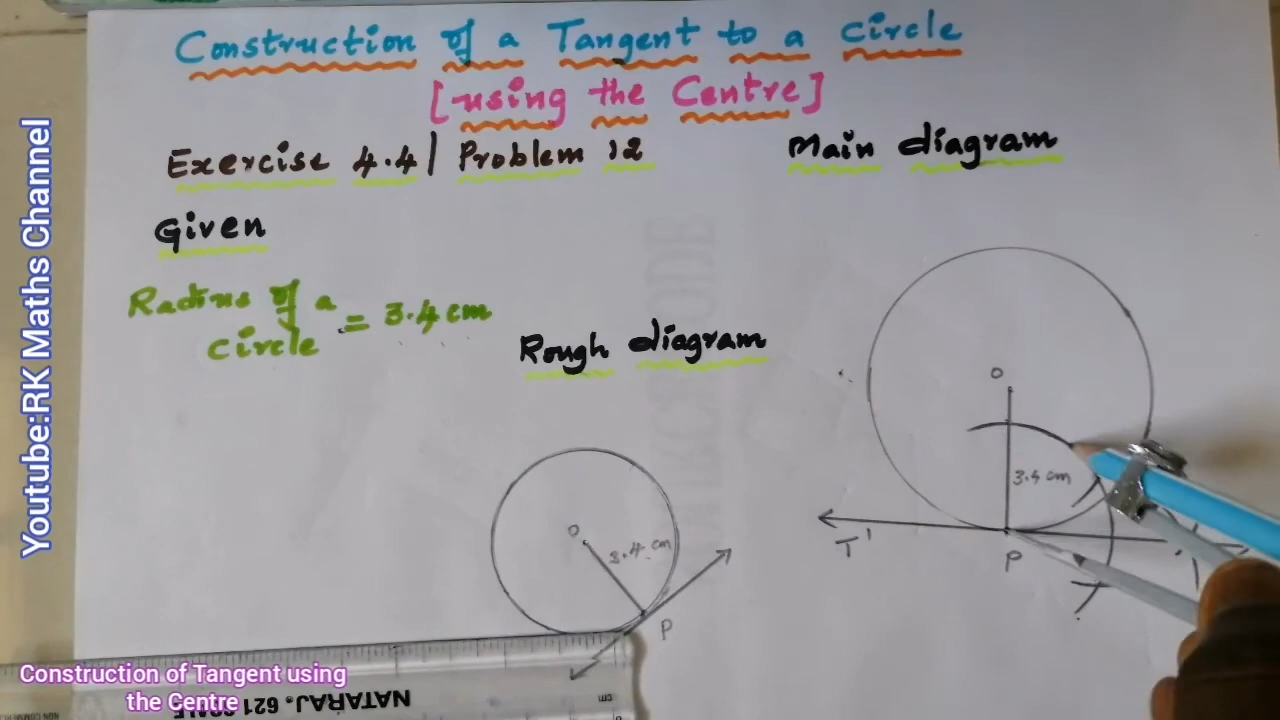 Construction of a Tangent to a circle
[using the Centre]
Exercise 4.4 | Problem 12
Main diagram
Given
Radius of a
circle = 3.4 cm
Rough diagram
O
3.4 cm
P
O
3.4 cm
T'
P
Youtube:RK Maths Channel
Construction of Tangent using
the Centre
NATARAJ. 621
cm